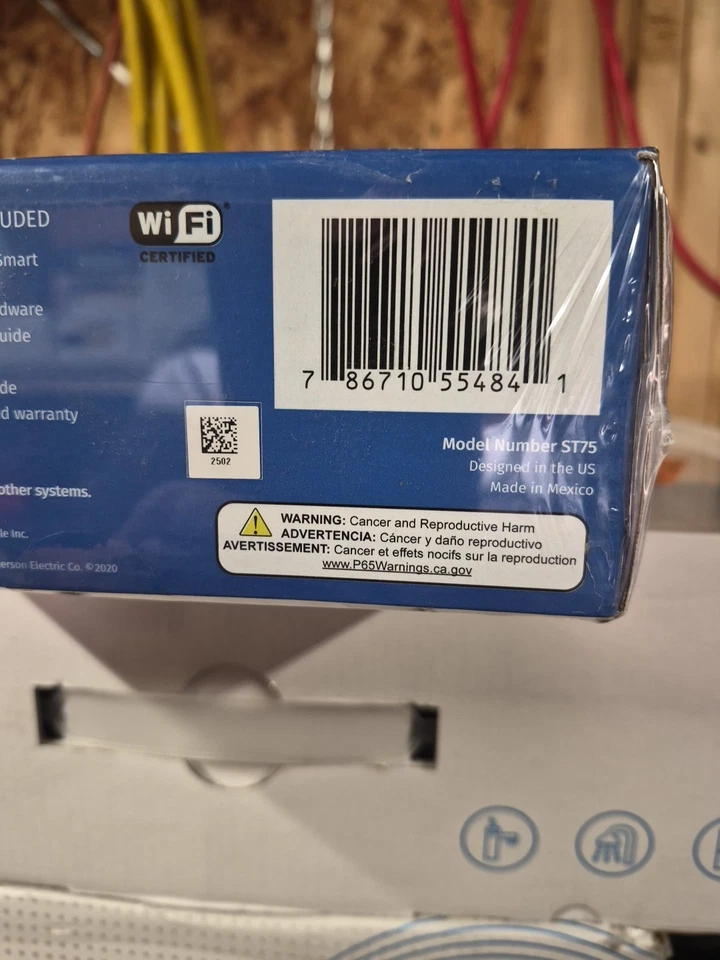 UDED
Smart
dware
uide
de
d warranty
other systems.
le Inc.
erson Electric Co. ©2020
Wi Fi
CERTIFIED
2502
7 86710 55484 1
Model Number ST75
Designed in the US
Made in Mexico
WARNING: Cancer and Reproductive Harm
ADVERTENCIA: Cáncer y daño reproductivo
AVERTISSEMENT: Cancer et effets nocifs sur la reproduction
www.P65Warnings.ca.gov